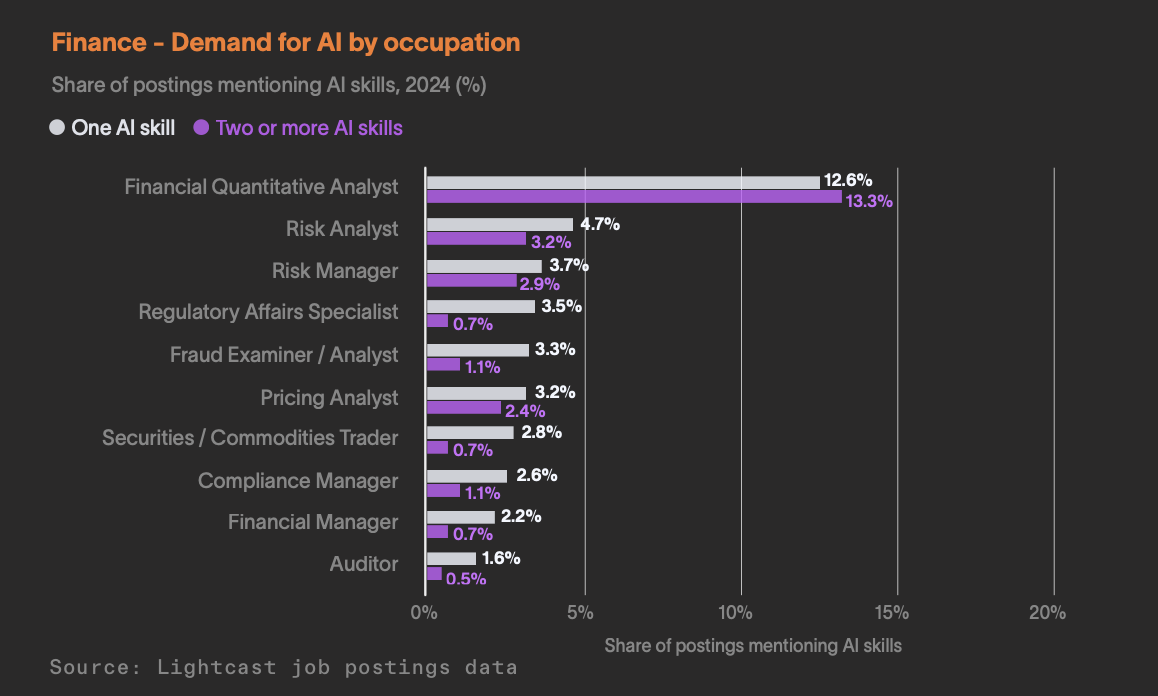 Finance - Demand for AI by occupation
Share of postings mentioning AI skills, 2024 (%)
One AI skill Two or more AI skills
Financial Quantitative Analyst 12.6%
13.3%
Risk Analyst 4.7%
3.2%
Risk Manager 3.7%
2.9%
Regulatory Affairs Specialist 3.5%
0.7%
Fraud Examiner / Analyst 3.3%
1.1%
Pricing Analyst 3.2%
2.4%
Securities / Commodities Trader 2.8%
0.7%
Compliance Manager 2.6%
1.1%
Financial Manager 2.2%
0.7%
Auditor 1.6%
0.5%
0% 5% 10% 15% 20%
Share of postings mentioning AI skills
Source: Lightcast job postings data